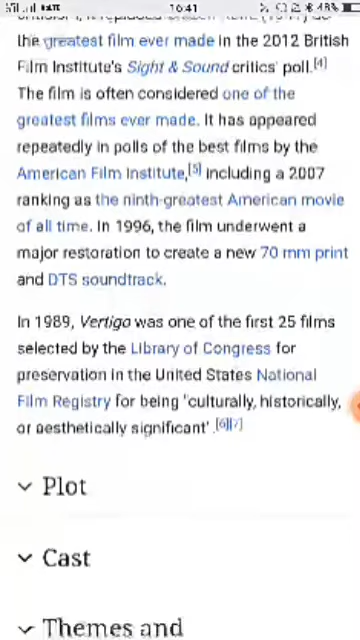 10:41
48%
the greatest film ever made in the 2012 British
Film Institute's Sight & Sound critics' poll.[4]
The film is often considered one of the
greatest films ever made. It has appeared
repeatedly in polls of the best films by the
American Film Institute,[5] including a 2007
ranking as the ninth-greatest American movie
of all time. In 1996, the film underwent a
major restoration to create a new 70 mm print
and DTS soundtrack.
In 1989, Vertigo was one of the first 25 films
selected by the Library of Congress for
preservation in the United States National
Film Registry for being 'culturally, historically,
or aesthetically significant'.[6][7]
Plot
Cast
Themes and